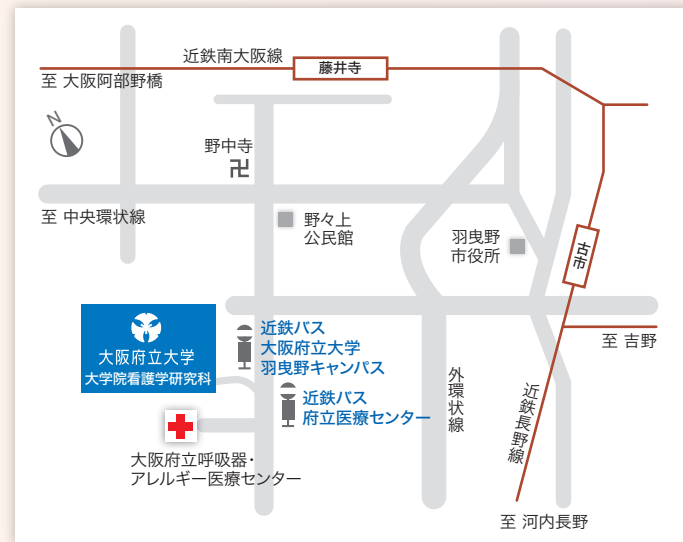 近鉄南大阪線
藤井寺
至 大阪阿部野橋
N
野中寺
卍
至 中央環状線
野々上
公民館
羽曳野
市役所
古市
大阪府立大学
大学院看護学研究科
近鉄バス
大阪府立大学
羽曳野キャンパス
至 吉野
近鉄バス
府立医療センター
外環状線
近鉄長野線
大阪府立呼吸器・
アレルギー医療センター
至 河内長野